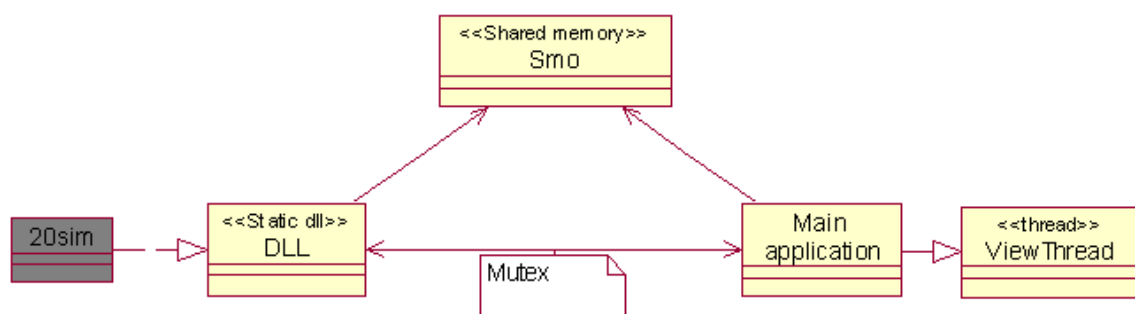 <<Shared memory>>
Smo
20sim
<<Static dll>>
DLL
Mutex
Main
application
<<thread>>
ViewThread